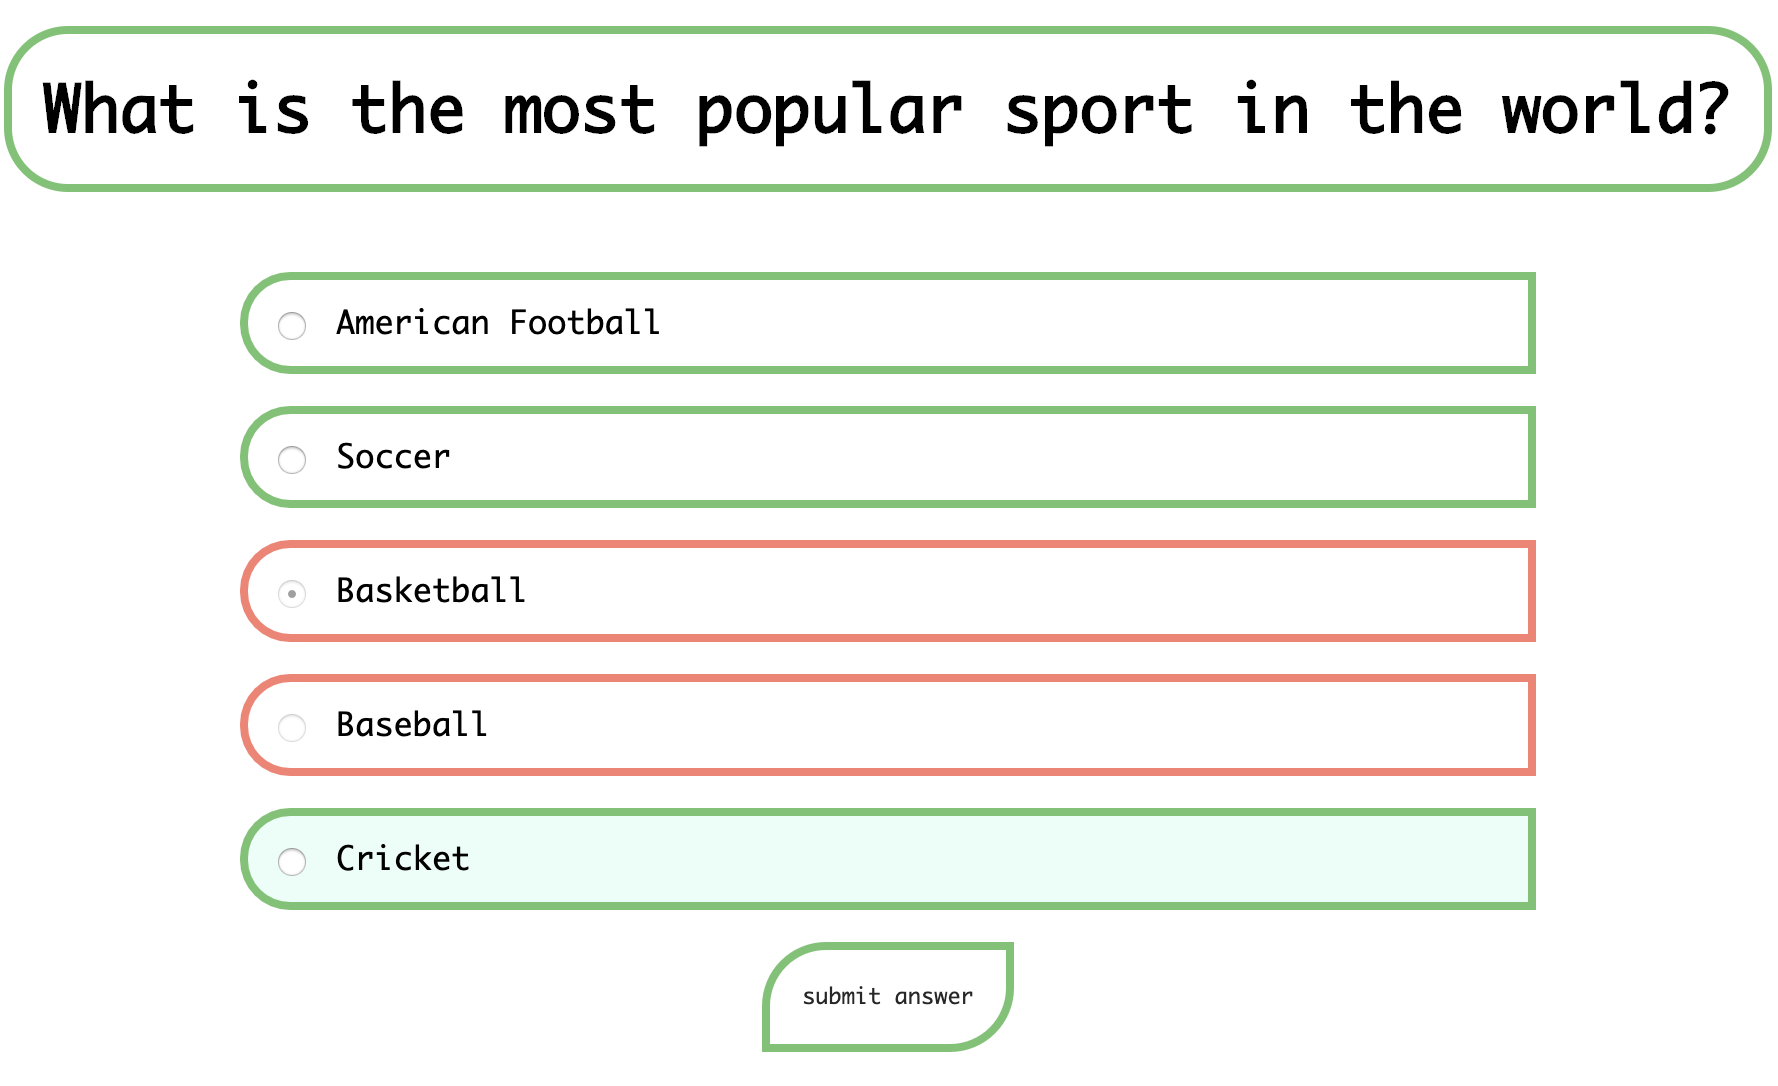 What is the most popular sport in the world?
American Football
Soccer
Basketball
Baseball
Cricket
submit answer